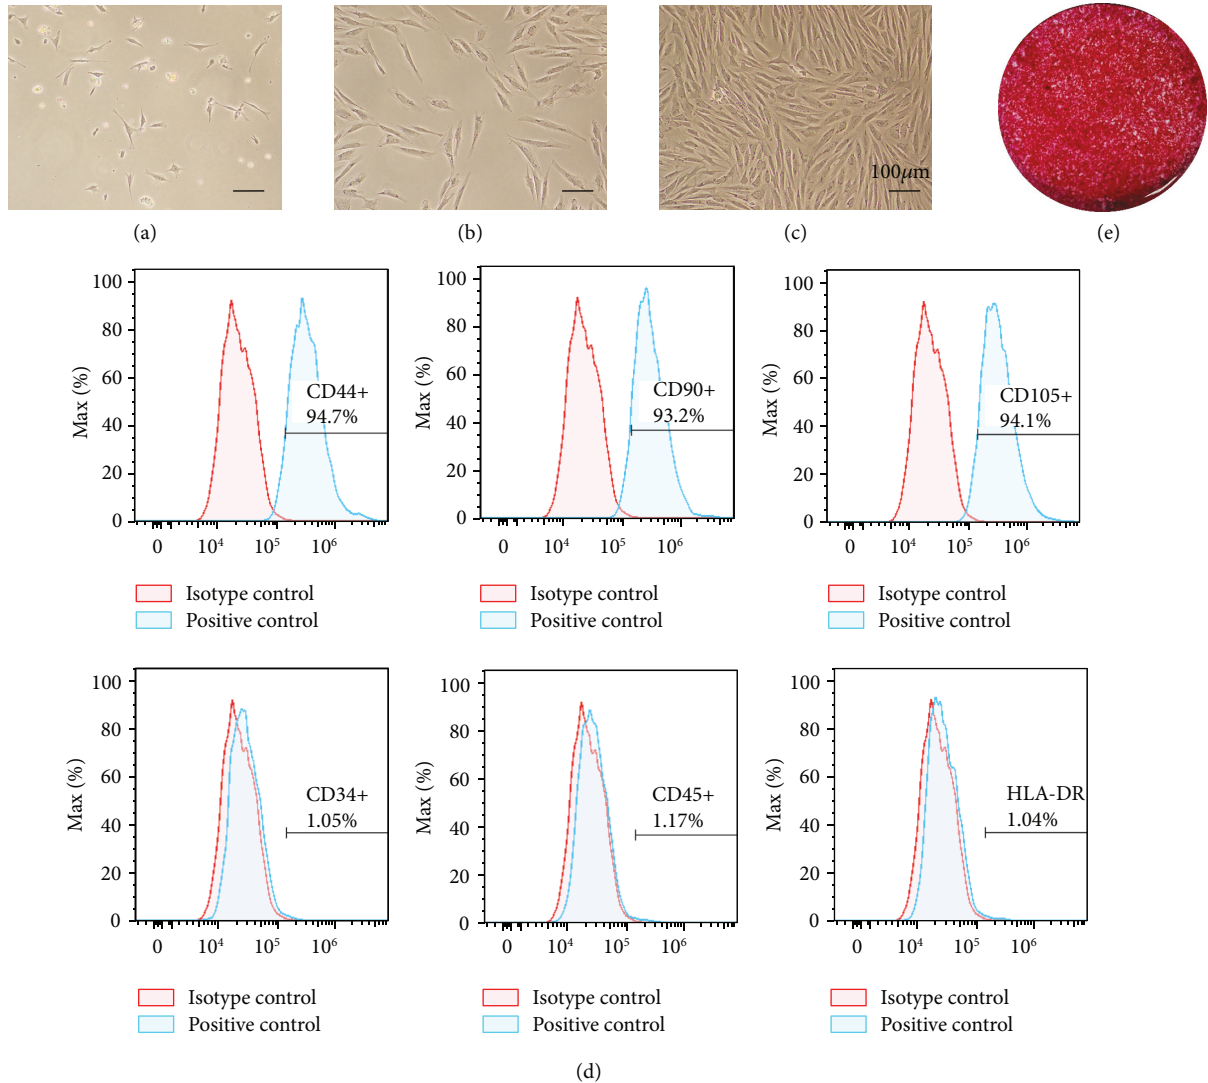 100μm
(a)
(b)
(c)
(e)
Max (%)
100
80
60
40
20
0
CD44+
94.7%
0 10⁴ 10⁵ 10⁶
Isotype control
Positive control
Max (%)
100
80
60
40
20
0
CD90+
93.2%
0 10⁴ 10⁵ 10⁶
Isotype control
Positive control
Max (%)
100
80
60
40
20
0
CD105+
94.1%
0 10⁴ 10⁵ 10⁶
Isotype control
Positive control
Max (%)
100
80
60
40
20
0
CD34+
1.05%
0 10⁴ 10⁵ 10⁶
Isotype control
Positive control
Max (%)
100
80
60
40
20
0
CD45+
1.17%
0 10⁴ 10⁵ 10⁶
Isotype control
Positive control
Max (%)
100
80
60
40
20
0
HLA-DR
1.04%
0 10⁴ 10⁵ 10⁶
Isotype control
Positive control
(d)